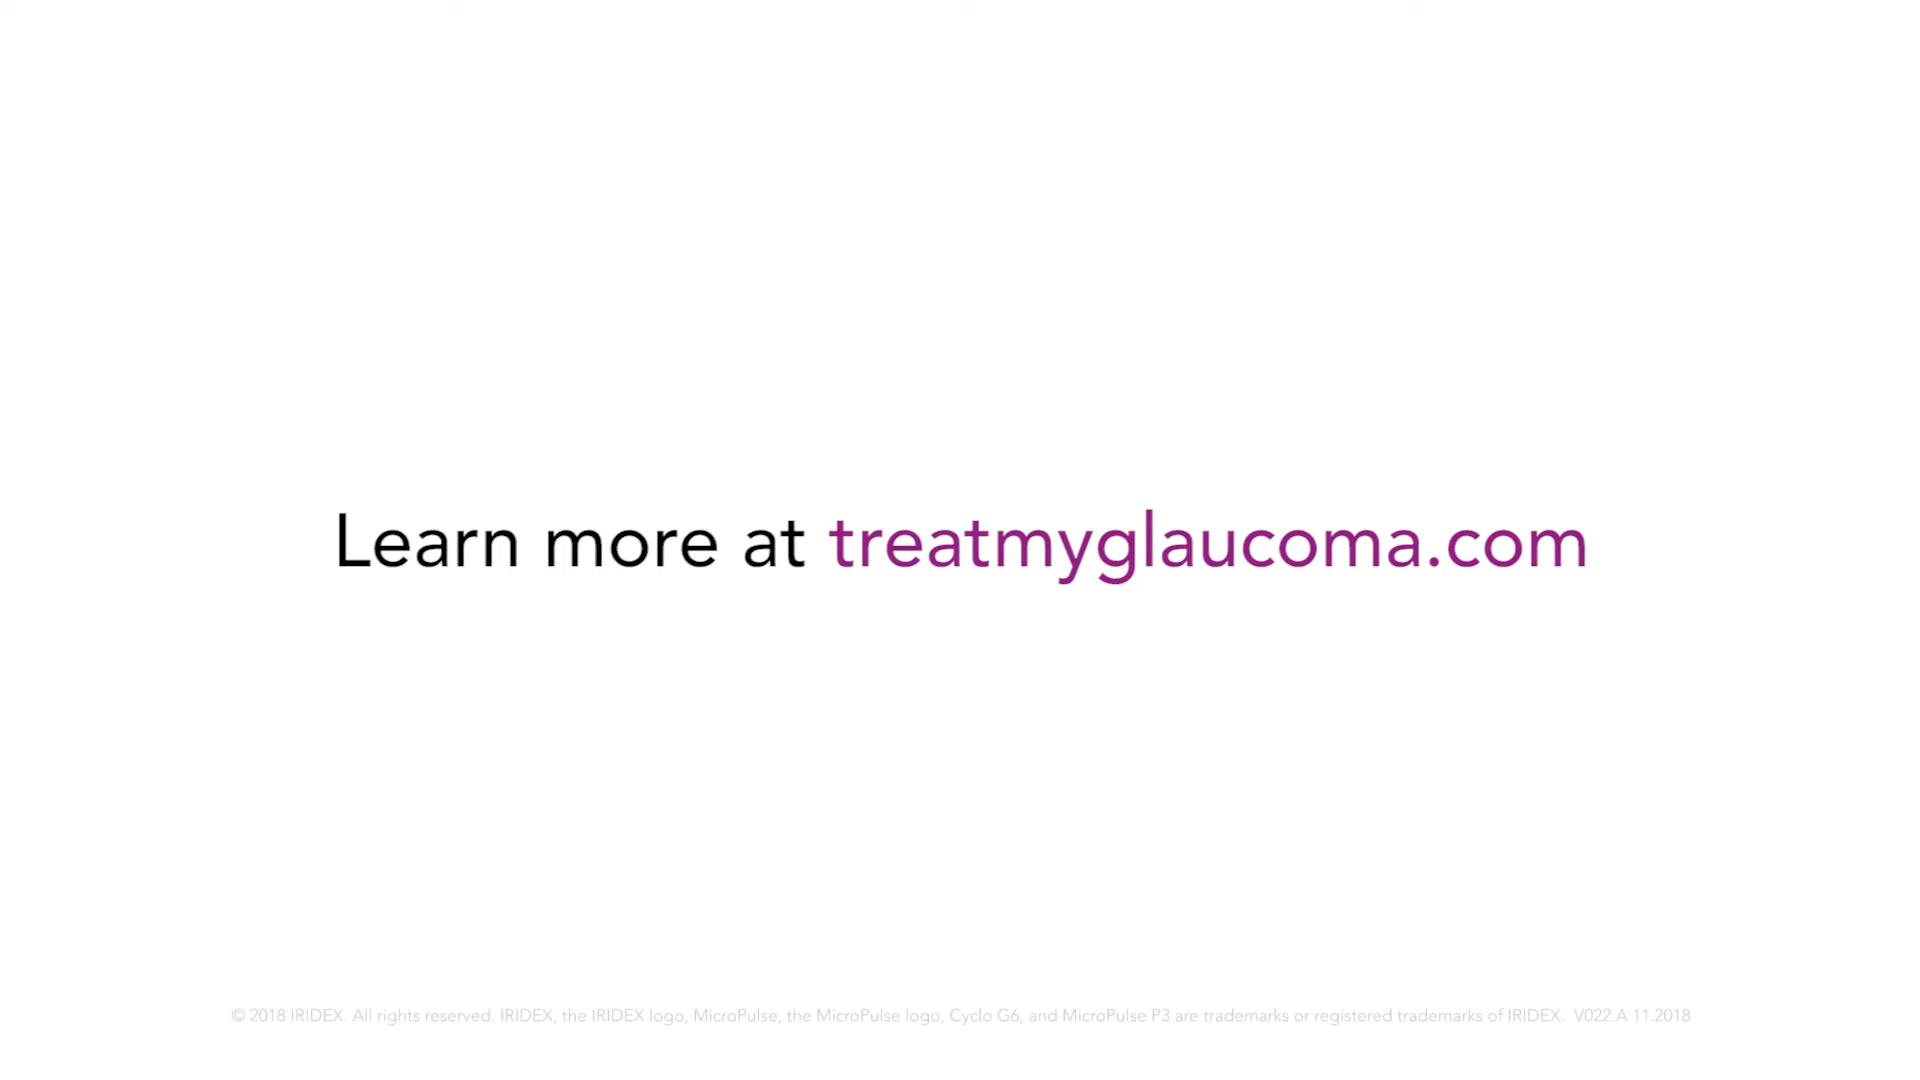 Learn more at treatmyglaucoma.com
© 2018 IRIDEX. All rights reserved. IRIDEX, the IRIDEX logo, MicroPulse, the MicroPulse logo, Cyclo G6, and MicroPulse P3 are trademarks or registered trademarks of IRIDEX.  V022.A 11.2018